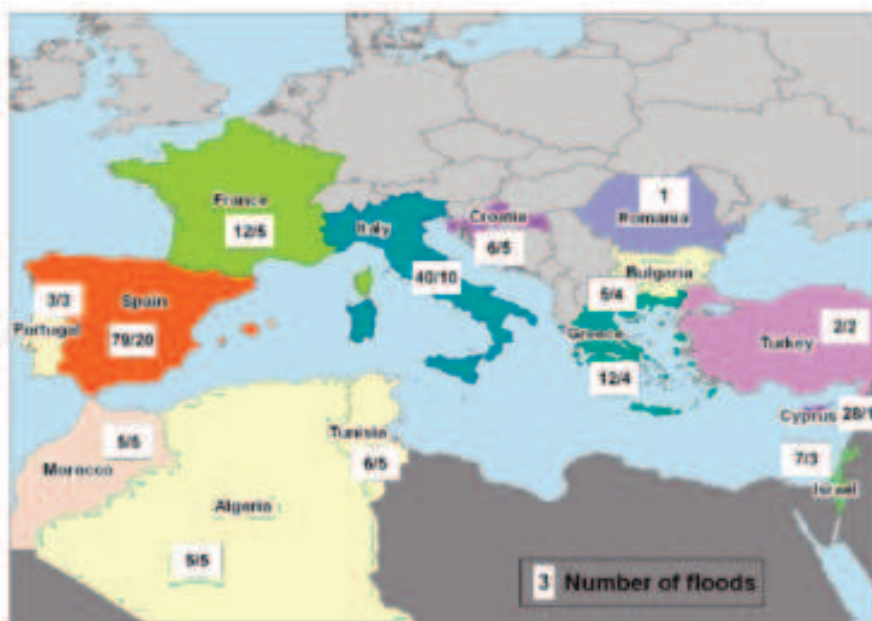 1
Romania
France
12/5
Italy
Croatia
6/5
Bulgaria
40/10
5/4
3/3
Spain
Portugal
79/20
Greece
12/4
2/2
Turkey
Cyprus
28/1
5/5
Morocco
Tunisia
6/5
7/3
Israel
Algeria
5/5
3 Number of floods